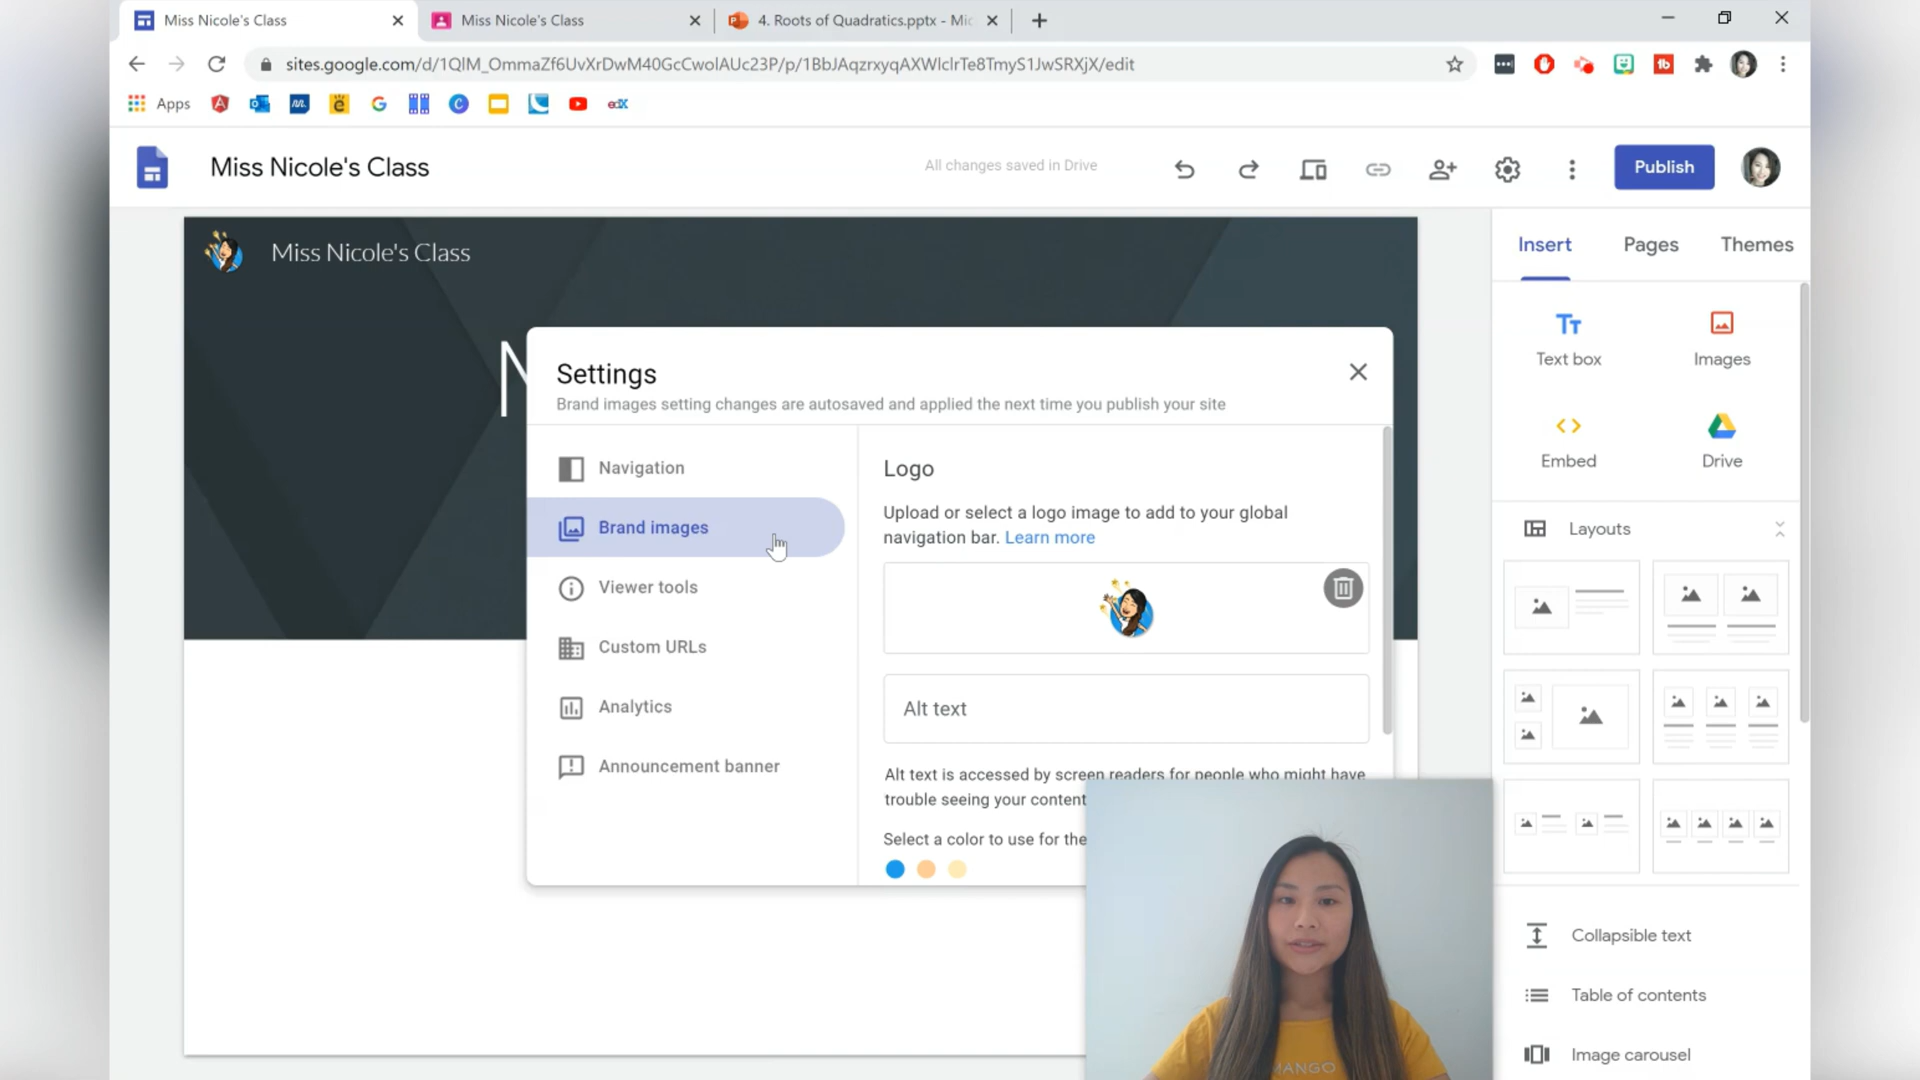 Miss Nicole's Class
Miss Nicole's Class
4. Roots of Quadratics.pptx - Mic
sites.google.com/d/1QIM_OmmaZf6UvXrDwM40GcCwolAUc23P/p/1BbJAqzrxyqAXWlclrTe8TmyS1JwSRXjX/edit
Apps
edX
Miss Nicole's Class
All changes saved in Drive
Publish
Miss Nicole's Class
Insert
Pages
Themes
Text box
Images
Embed
Drive
Layouts
Collapsible text
Table of contents
Image carousel
Settings
Brand images setting changes are autosaved and applied the next time you publish your site
Navigation
Brand images
Viewer tools
Custom URLs
Analytics
Announcement banner
Logo
Upload or select a logo image to add to your global
navigation bar. Learn more
Alt text
Alt text is accessed by screen readers for people who might have
trouble seeing your content
Select a color to use for the
MANGO